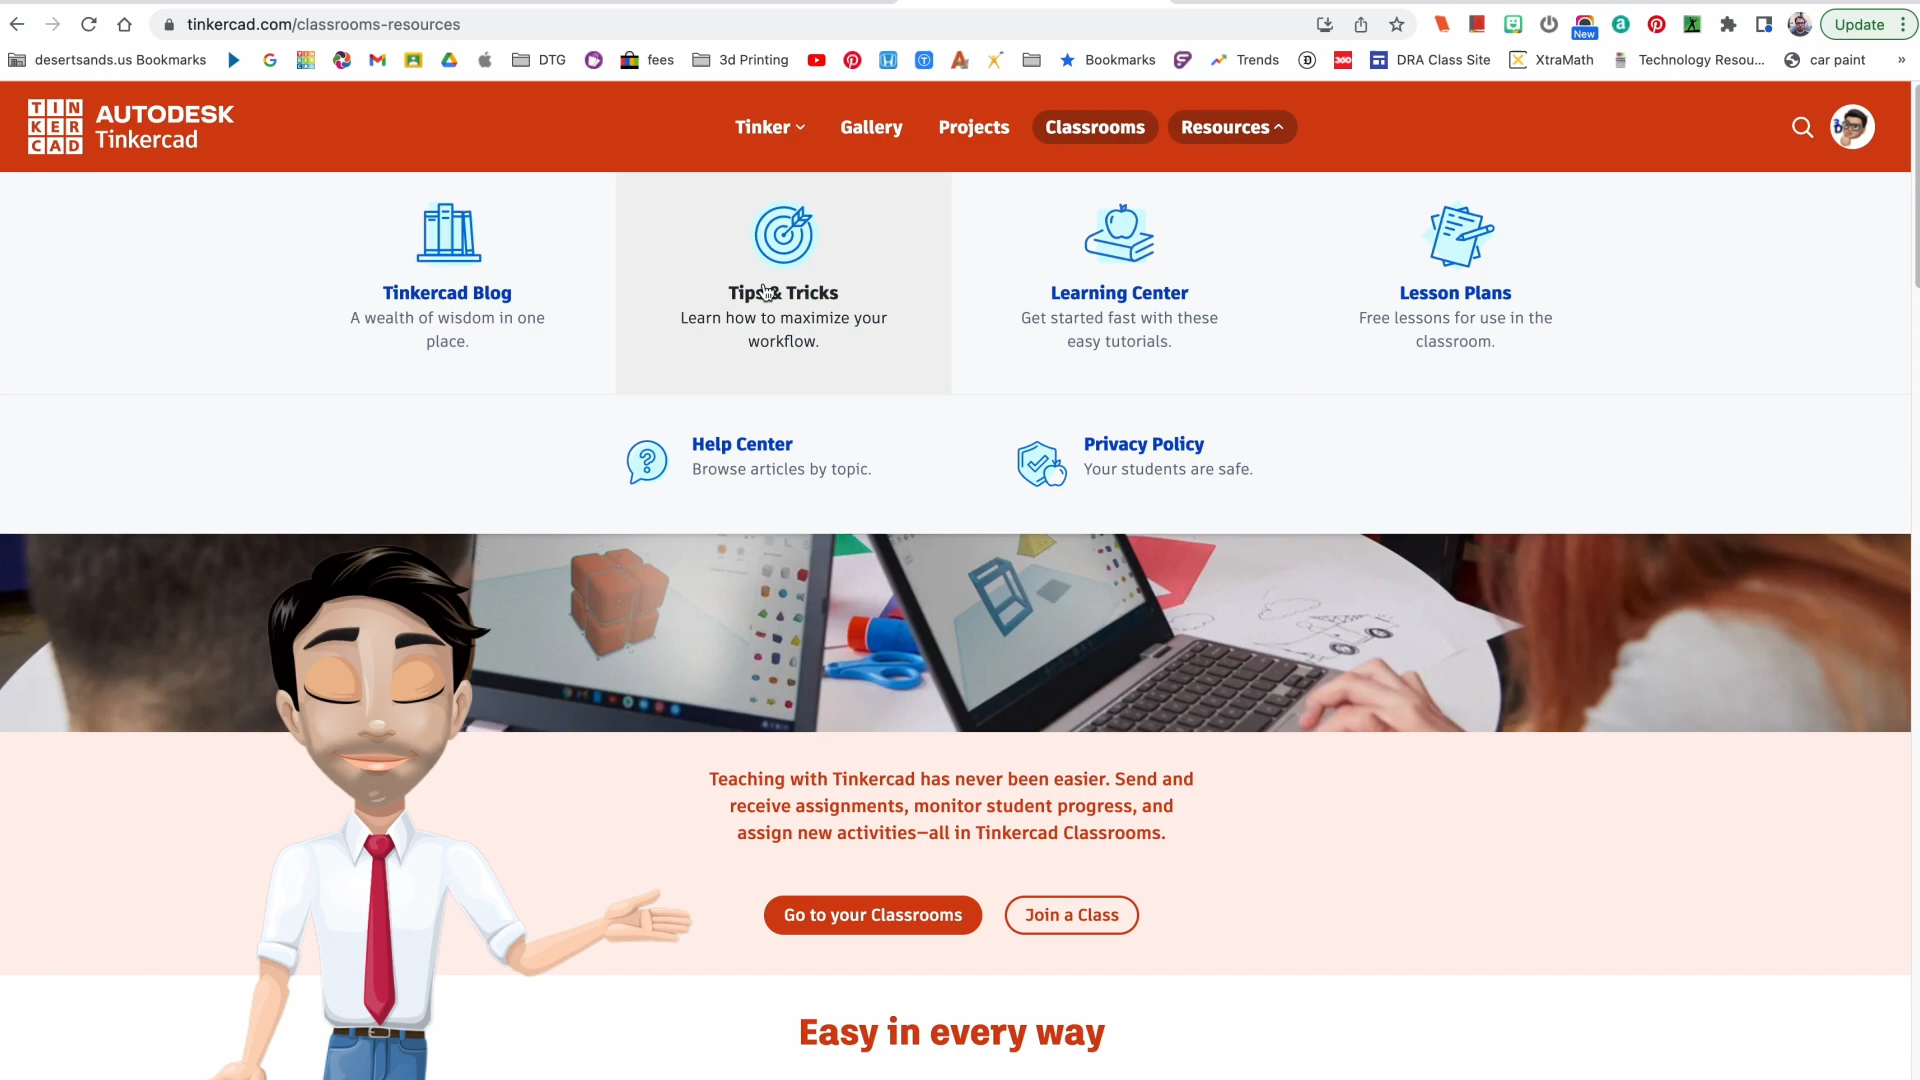 tinkercad.com/classrooms-resources
New
Update
desertsands.us Bookmarks
DTG
fees
3d Printing
Bookmarks
Trends
360
DRA Class Site
XtraMath
Technology Resou...
car paint
»
TIN
KER
CAD
AUTODESK
Tinkercad
Tinker
Gallery
Projects
Classrooms
Resources
Tinkercad Blog
A wealth of wisdom in one
place.
Tips & Tricks
Learn how to maximize your
workflow.
Learning Center
Get started fast with these
easy tutorials.
Lesson Plans
Free lessons for use in the
classroom.
Help Center
Browse articles by topic.
Privacy Policy
Your students are safe.
Teaching with Tinkercad has never been easier. Send and
receive assignments, monitor student progress, and
assign new activities—all in Tinkercad Classrooms.
Go to your Classrooms
Join a Class
Easy in every way